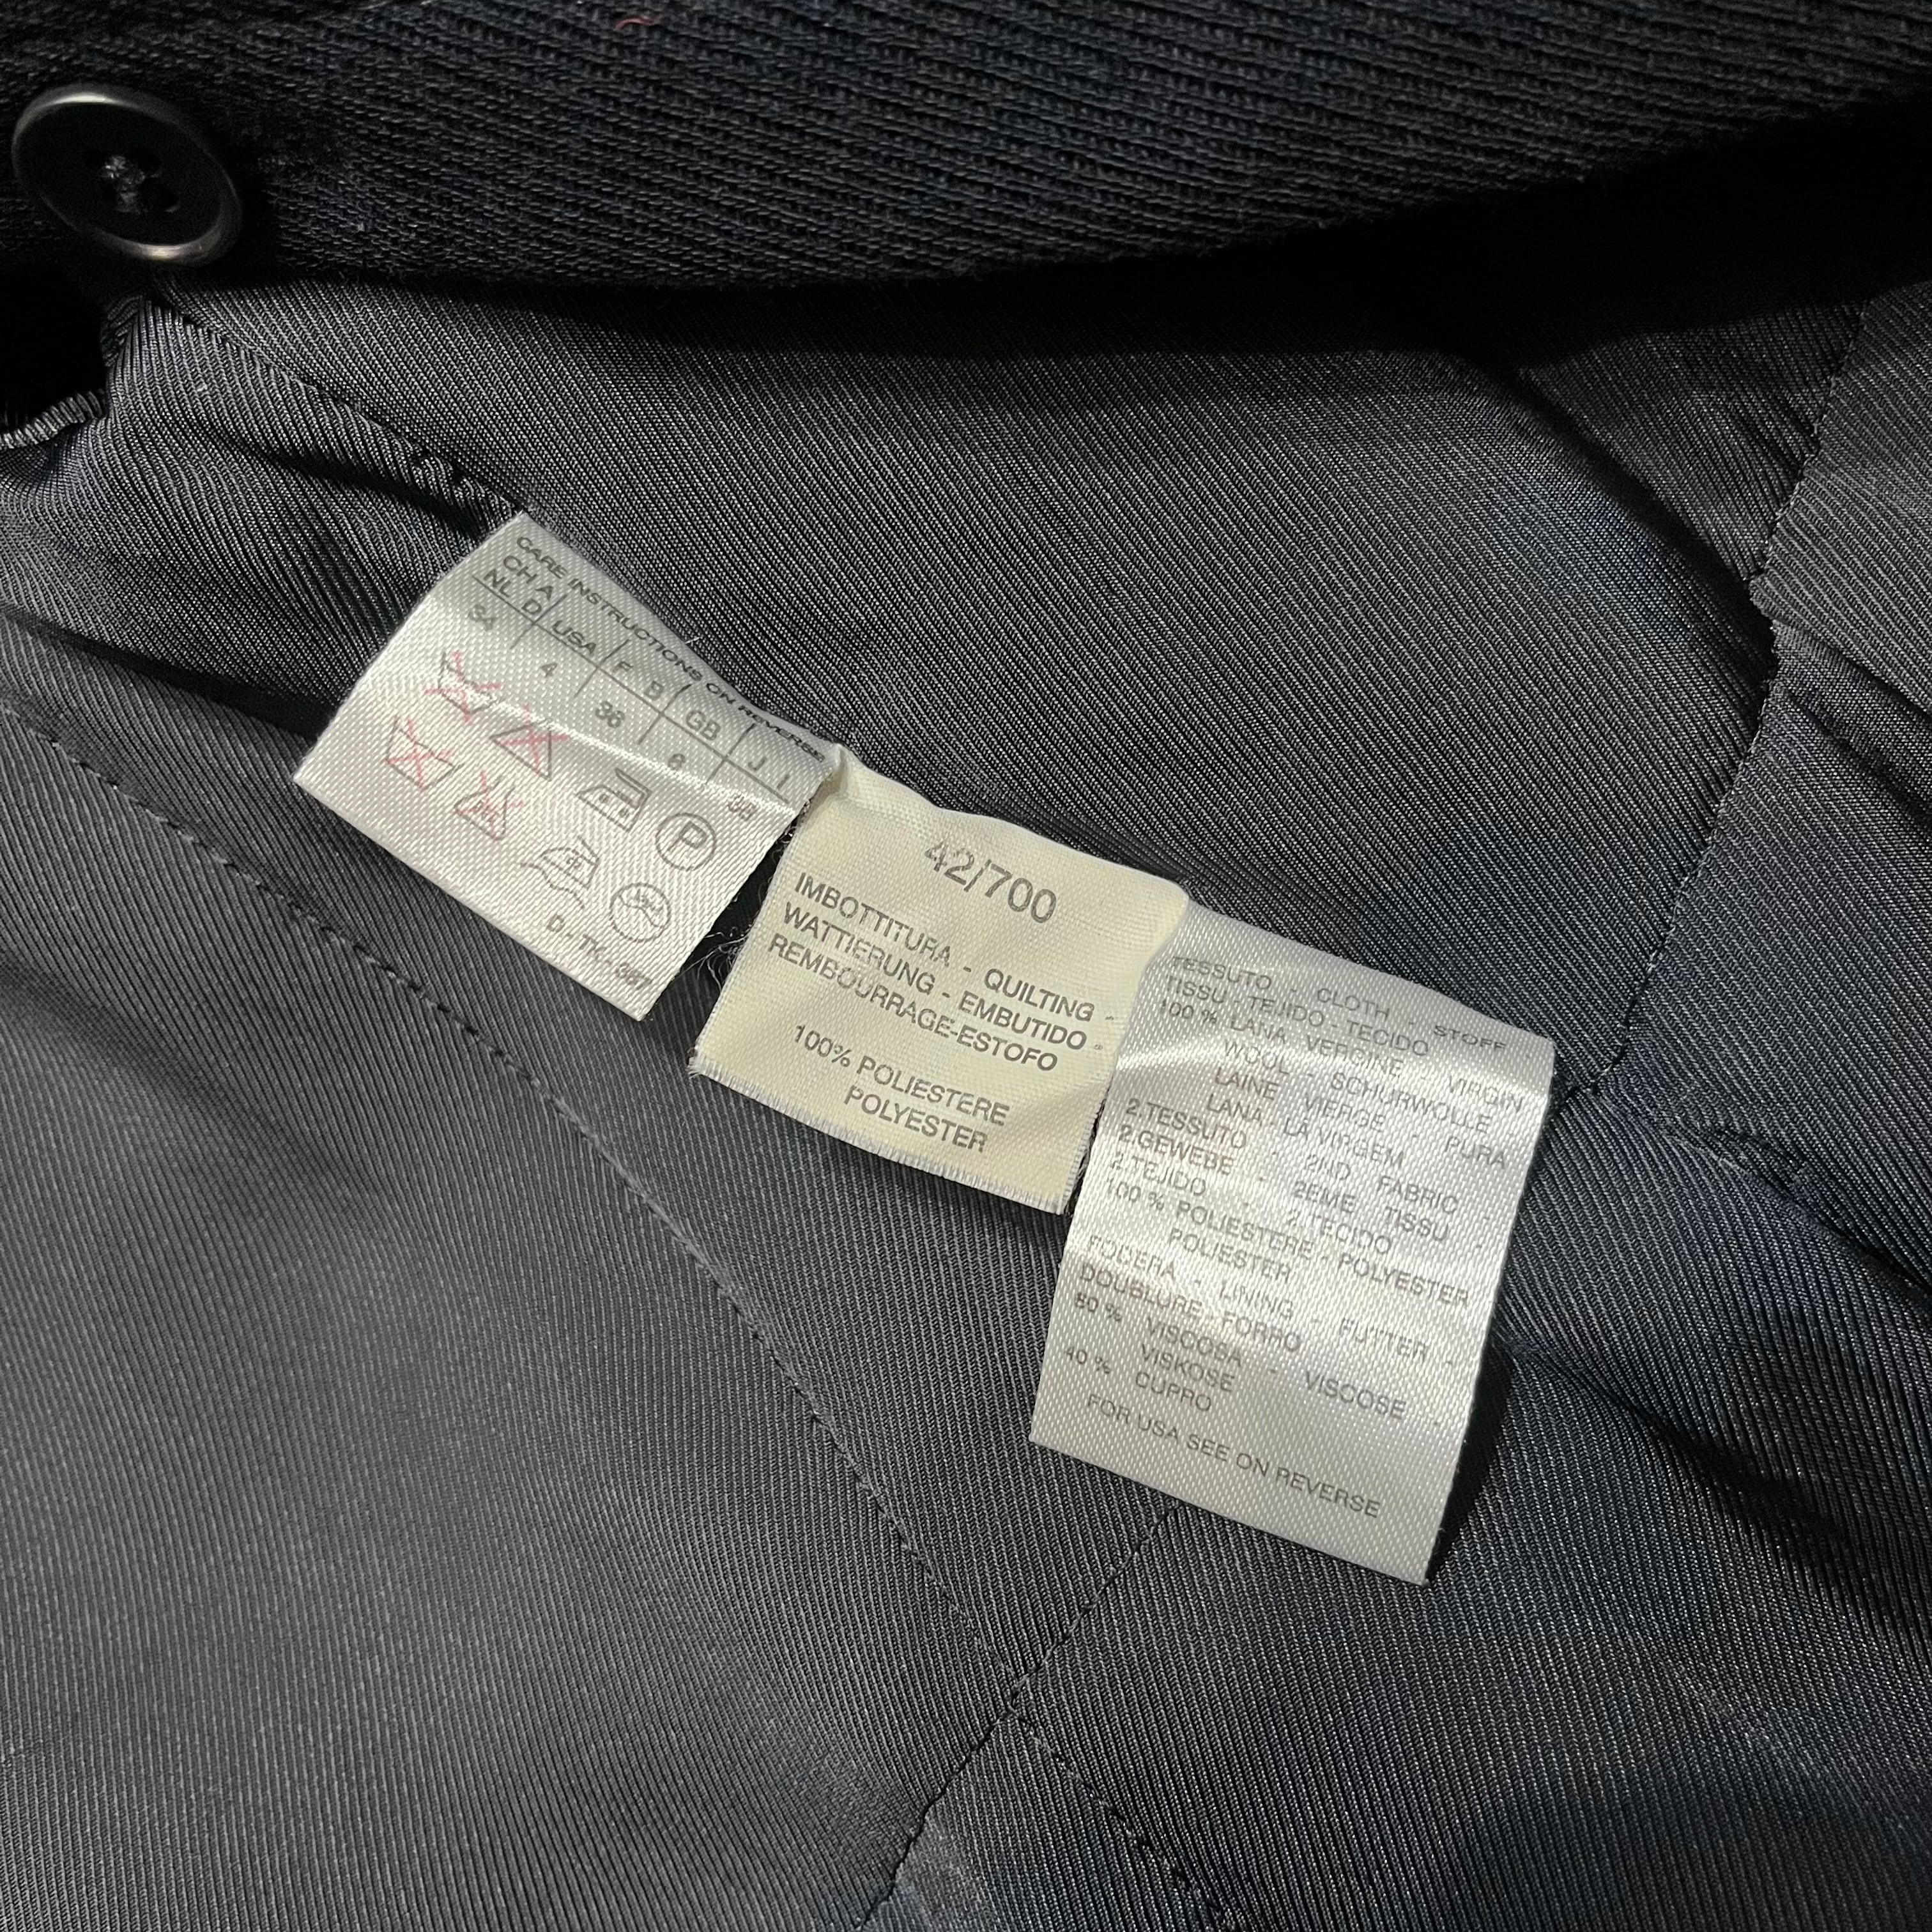 CARE INSTRUCTIONS ON REVERSE
CH A
NL D USA F B GB J I
34 4 36 6 38
P
42/700
IMBOTTITURA - QUILTING -
WATTIERUNG - EMBUTIDO -
REMBOURRAGE-ESTOFO
100% POLIESTERE
POLYESTER
TESSUTO - CLOTH - STOFF
TISSU - TEJIDO - TECIDO
100 % LANA VERGINE - VIRGIN
WOOL - SCHURWOLLE
LAINE VIERGE PURA
LANA - LA VIRGEM
2.TESSUTO - 2ND FABRIC -
2.GEWEBE - 2EME TISSU -
2.TEJIDO - 2.TECIDO
100 % POLIESTERE - POLYESTER
POLIESTER
FODERA - LINING - FUTTER -
DOUBLURE - FORRO
60 % VISCOSA - VISCOSE -
VISKOSE
40 % CUPRO
FOR USA SEE ON REVERSE